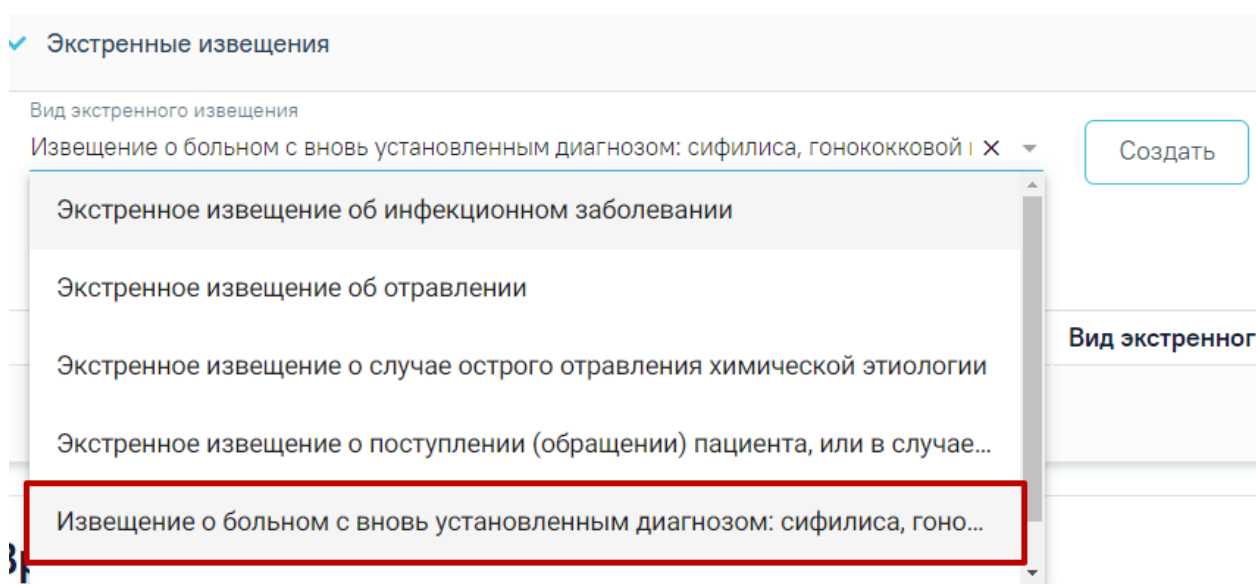 Экстренные извещения
Вид экстренного извещения
Извещение о больном с вновь установленным диагнозом: сифилиса, гонококковой
Создать
Экстренное извещение об инфекционном заболевании
Экстренное извещение об отравлении
Вид экстренног
Экстренное извещение о случае острого отравления химической этиологии
Экстренное извещение о поступлении (обращении) пациента, или в случае...
Извещение о больном с вновь установленным диагнозом: сифилиса, гоно...